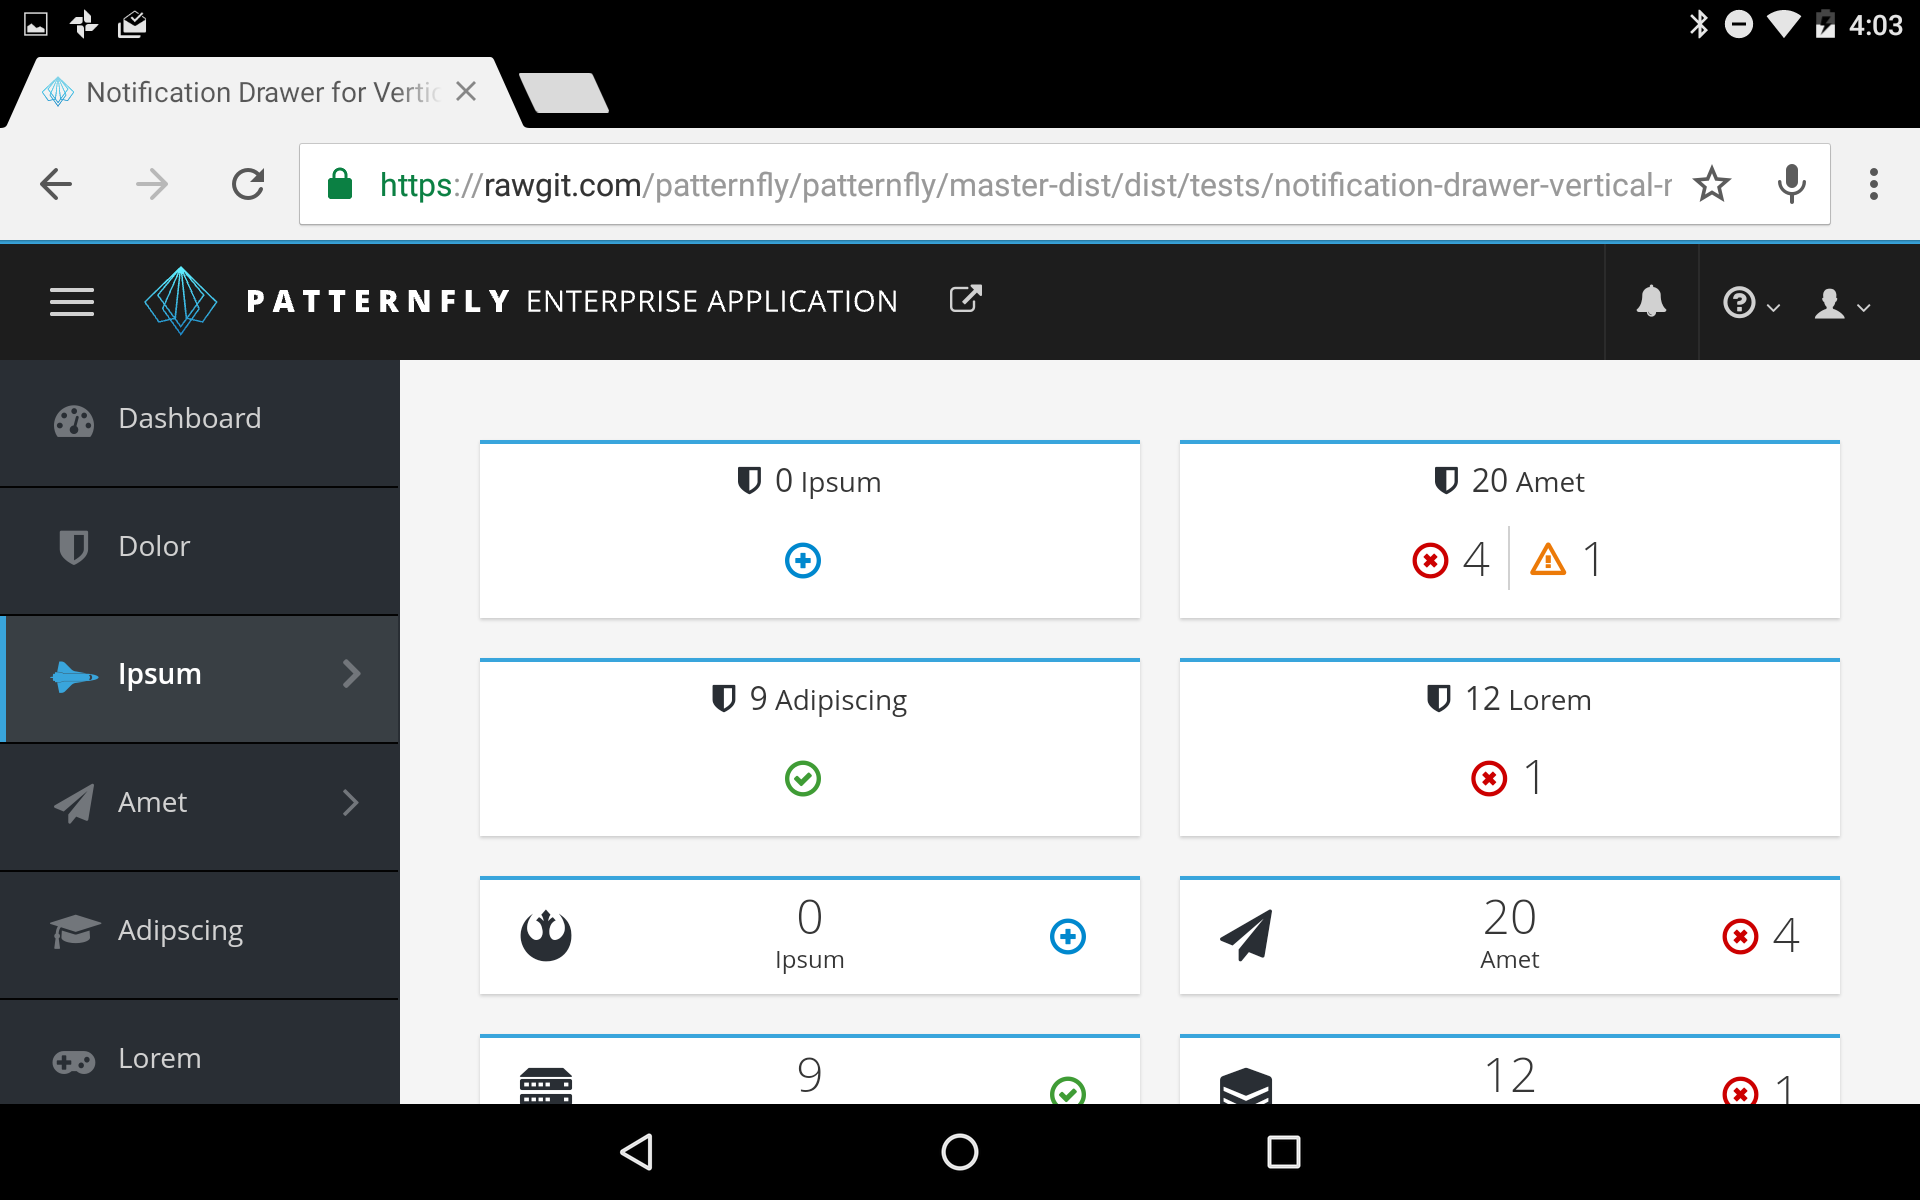 4:03
Notification Drawer for Vertic
https://rawgit.com/patternfly/patternfly/master-dist/dist/tests/notification-drawer-vertical-r
PATTERNFLY ENTERPRISE APPLICATION
Dashboard
Dolor
Ipsum
Amet
Adipscing
Lorem
0 Ipsum
20 Amet
4 1
9 Adipiscing
12 Lorem
1
0
Ipsum
20
Amet
4
9
12
1